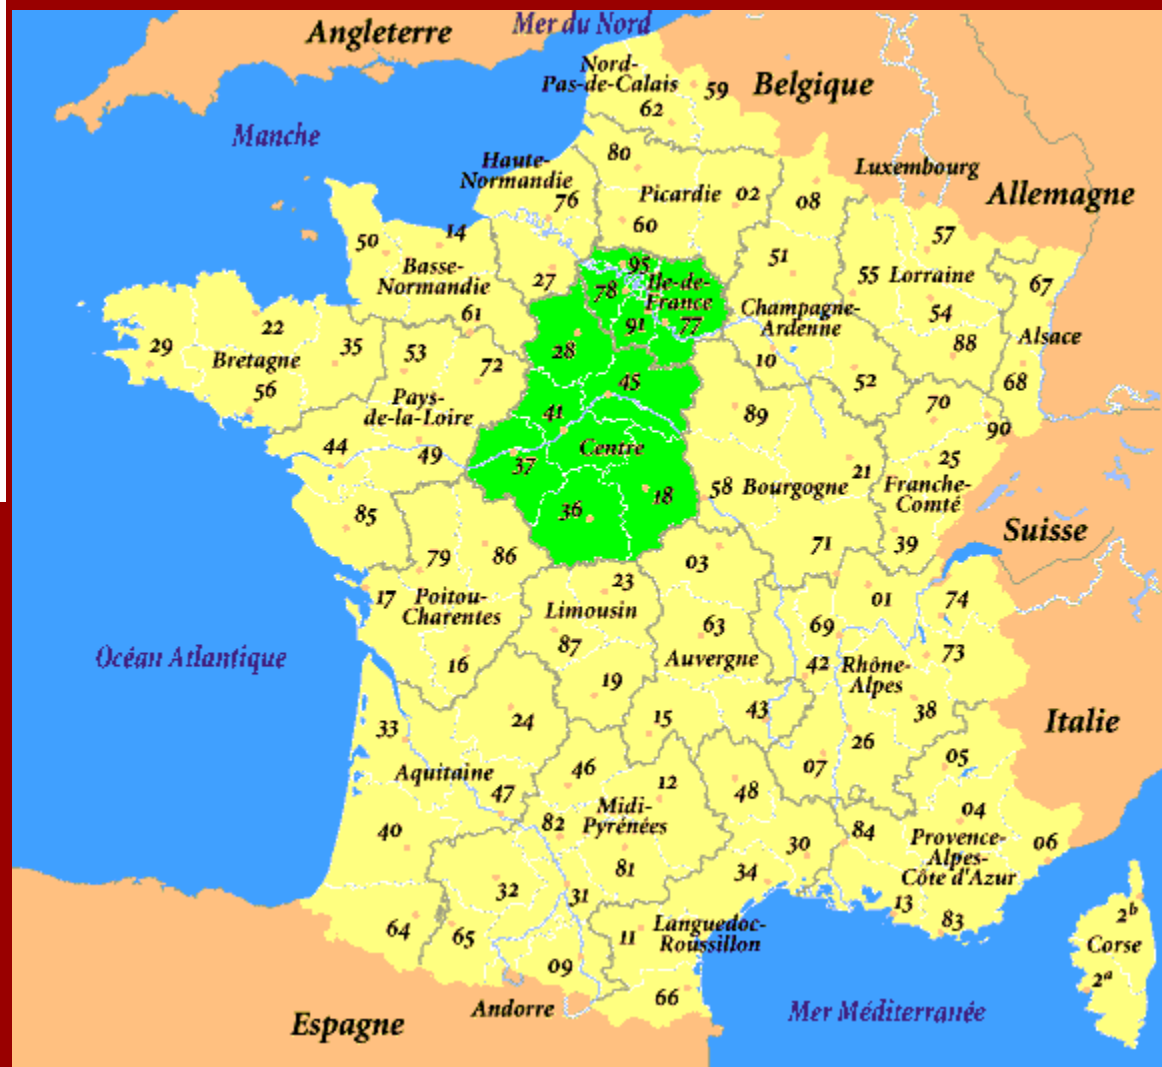 Mer du Nord
Angleterre
Nord-
Pas-de-Calais
59
Belgique
62
Manche
80
Haute-
Normandie
Luxembourg
Allemagne
Picardie
02
08
76
60
14
50
57
51
95
Basse-
Normandie
27
78
Ile-de-
France
55
Lorraine
67
61
91
77
Champagne-
Ardenne
54
22
29
Bretagne
35
53
28
88
Alsace
72
10
56
45
52
68
Pays-
de-la-Loire
41
89
70
90
44
49
37
Centre
25
21
58
Bourgogne
Franche-
Comté
18
36
85
Suisse
79
86
71
39
03
23
17
Poitou-
Charentes
Limousin
01
74
63
69
87
Océan Atlantique
16
Auvergne
42
Rhône-
Alpes
73
19
33
24
15
43
38
Italie
26
05
Aquitaine
46
07
47
12
48
Midi-
Pyrénées
04
40
82
30
84
Provence-
Alpes-
Côte d'Azur
06
81
34
32
31
13
83
2b
64
65
11
Languedoc-
Roussillon
Corse
09
2a
66
Andorre
Mer Méditerranée
Espagne